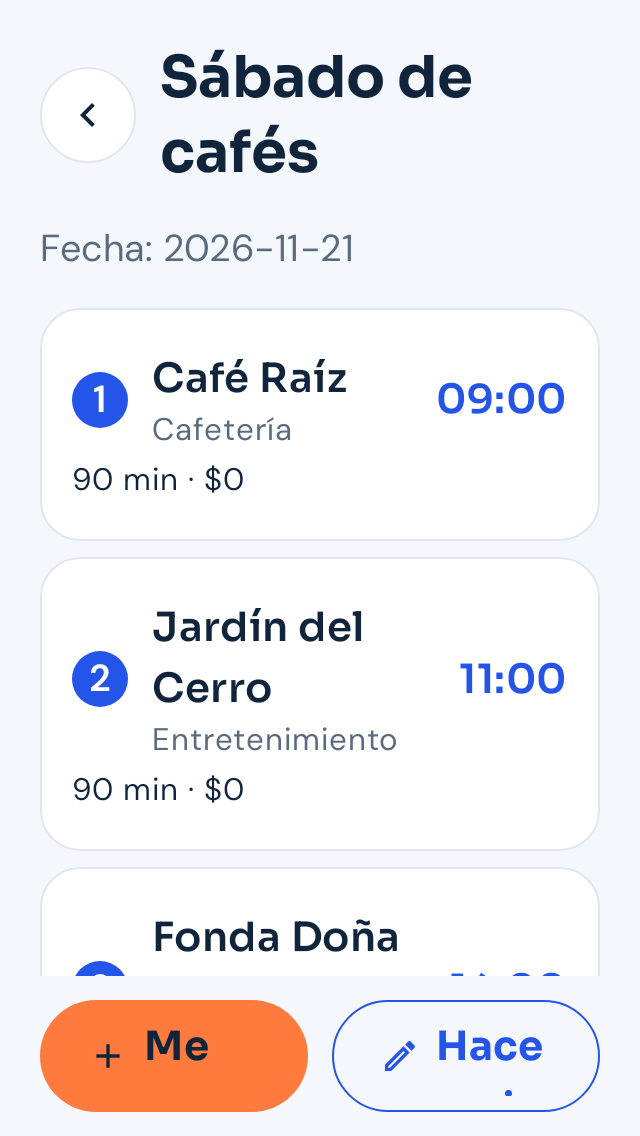 Sábado de
cafés
Fecha: 2026-11-21
1
Café Raíz
Cafetería
09:00
90 min · $0
2
Jardín del
Cerro
Entretenimiento
11:00
90 min · $0
Fonda Doña
Me
Hace